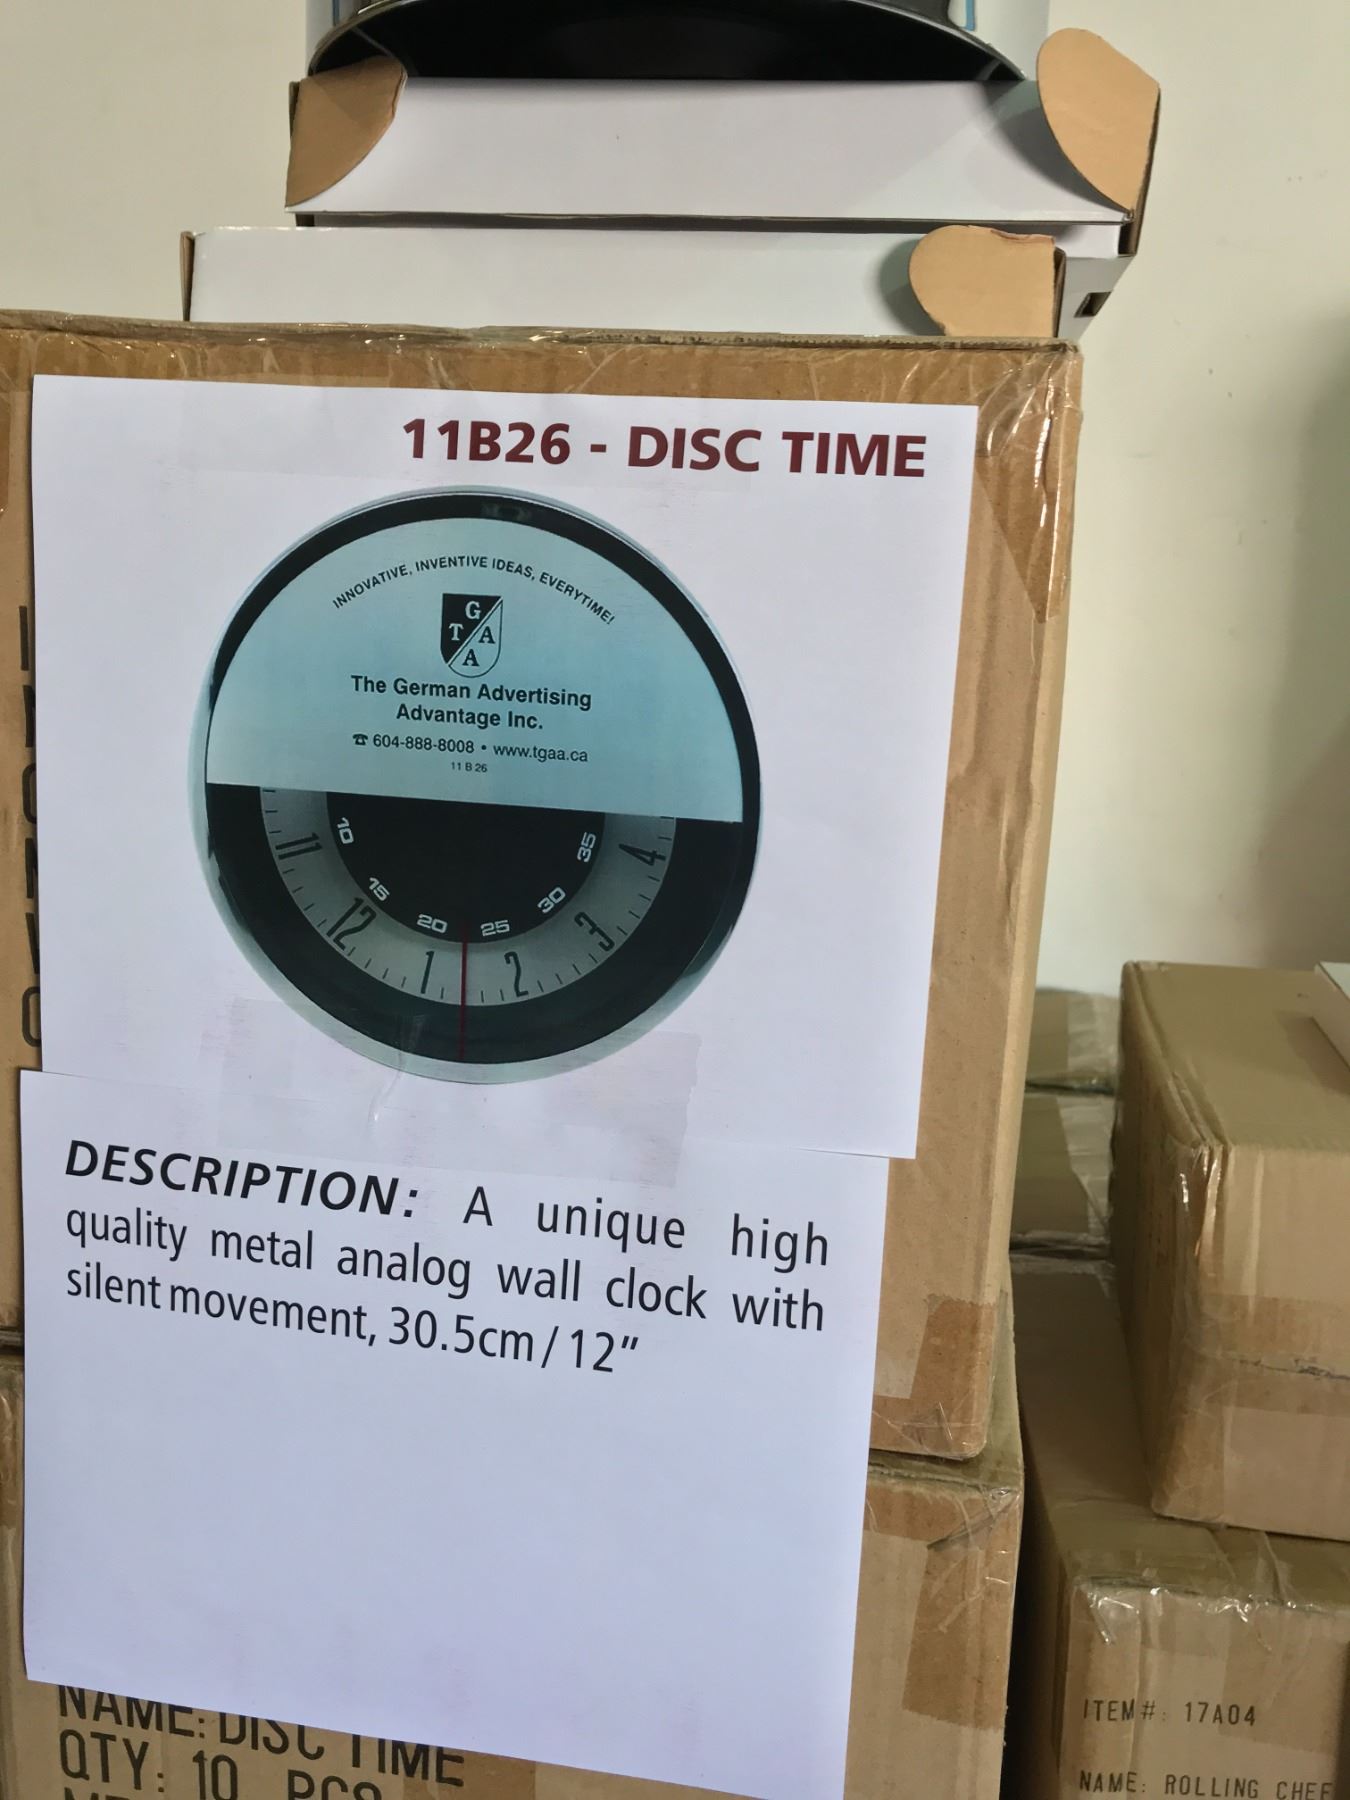 11B26 - DISC TIME
INNOVATIVE, INVENTIVE IDEAS, EVERYTIME!
G
T A
A
The German Advertising
Advantage Inc.
☎ 604-888-8008 • www.tgaa.ca
11 B 26
10
15
20
25
30
35
11
12
1
2
3
4
DESCRIPTION: A unique high
quality metal analog wall clock with
silent movement, 30.5cm / 12”
NAME: DISC TIME
QTY: 10 PCS
ITEM#: 17A04
NAME: ROLLING